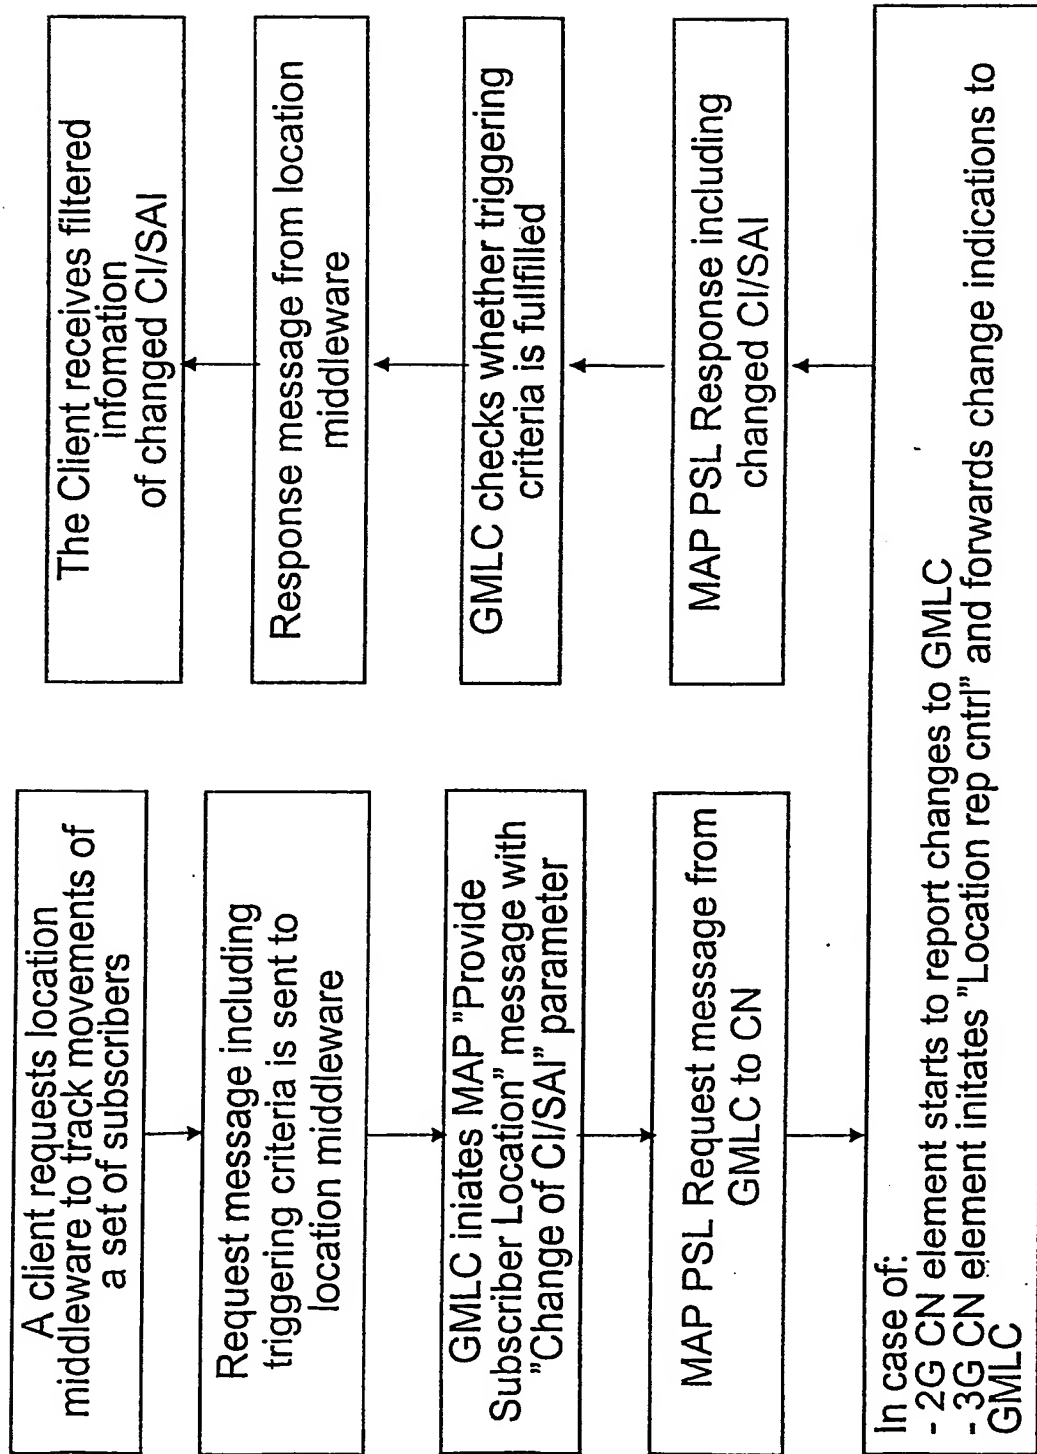 A client requests location
middleware to track movements of
a set of subscribers
Request message including
triggering criteria is sent to
location middleware
GMLC iniates MAP "Provide
Subscriber Location" message with
"Change of CI/SAI" parameter
MAP PSL Request message from
GMLC to CN
In case of:
- 2G CN element starts to report changes to GMLC
- 3G CN element initates "Location rep cntrl" and forwards change indications to
GMLC
MAP PSL Response including
changed CI/SAI
GMLC checks whether triggering
criteria is fullfilled
Response message from location
middleware
The Client receives filtered
infomation
of changed CI/SAI